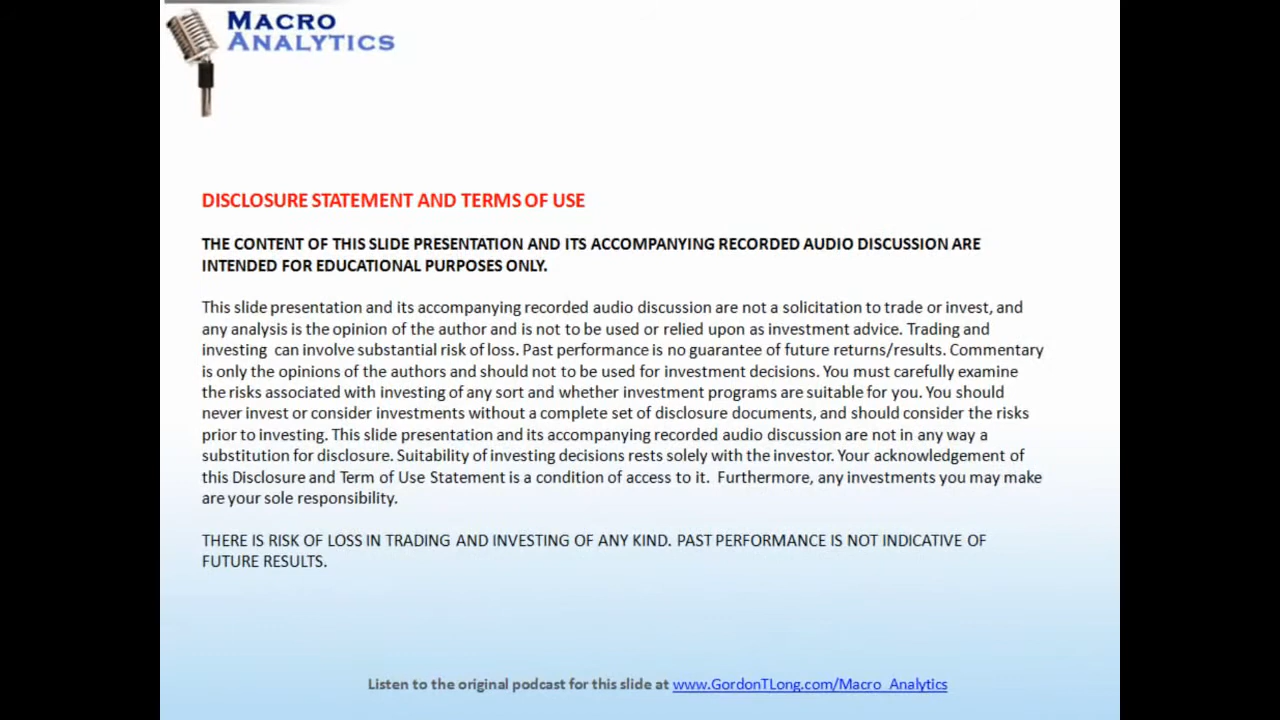 MACRO
ANALYTICS
DISCLOSURE STATEMENT AND TERMS OF USE
THE CONTENT OF THIS SLIDE PRESENTATION AND ITS ACCOMPANYING RECORDED AUDIO DISCUSSION ARE
INTENDED FOR EDUCATIONAL PURPOSES ONLY.
This slide presentation and its accompanying recorded audio discussion are not a solicitation to trade or invest, and
any analysis is the opinion of the author and is not to be used or relied upon as investment advice. Trading and
investing can involve substantial risk of loss. Past performance is no guarantee of future returns/results. Commentary
is only the opinions of the authors and should not to be used for investment decisions. You must carefully examine
the risks associated with investing of any sort and whether investment programs are suitable for you. You should
never invest or consider investments without a complete set of disclosure documents, and should consider the risks
prior to investing. This slide presentation and its accompanying recorded audio discussion are not in any way a
substitution for disclosure. Suitability of investing decisions rests solely with the investor. Your acknowledgement of
this Disclosure and Term of Use Statement is a condition of access to it. Furthermore, any investments you may make
are your sole responsibility.
THERE IS RISK OF LOSS IN TRADING AND INVESTING OF ANY KIND. PAST PERFORMANCE IS NOT INDICATIVE OF
FUTURE RESULTS.
Listen to the original podcast for this slide at www.GordonTLong.com/Macro_Analytics